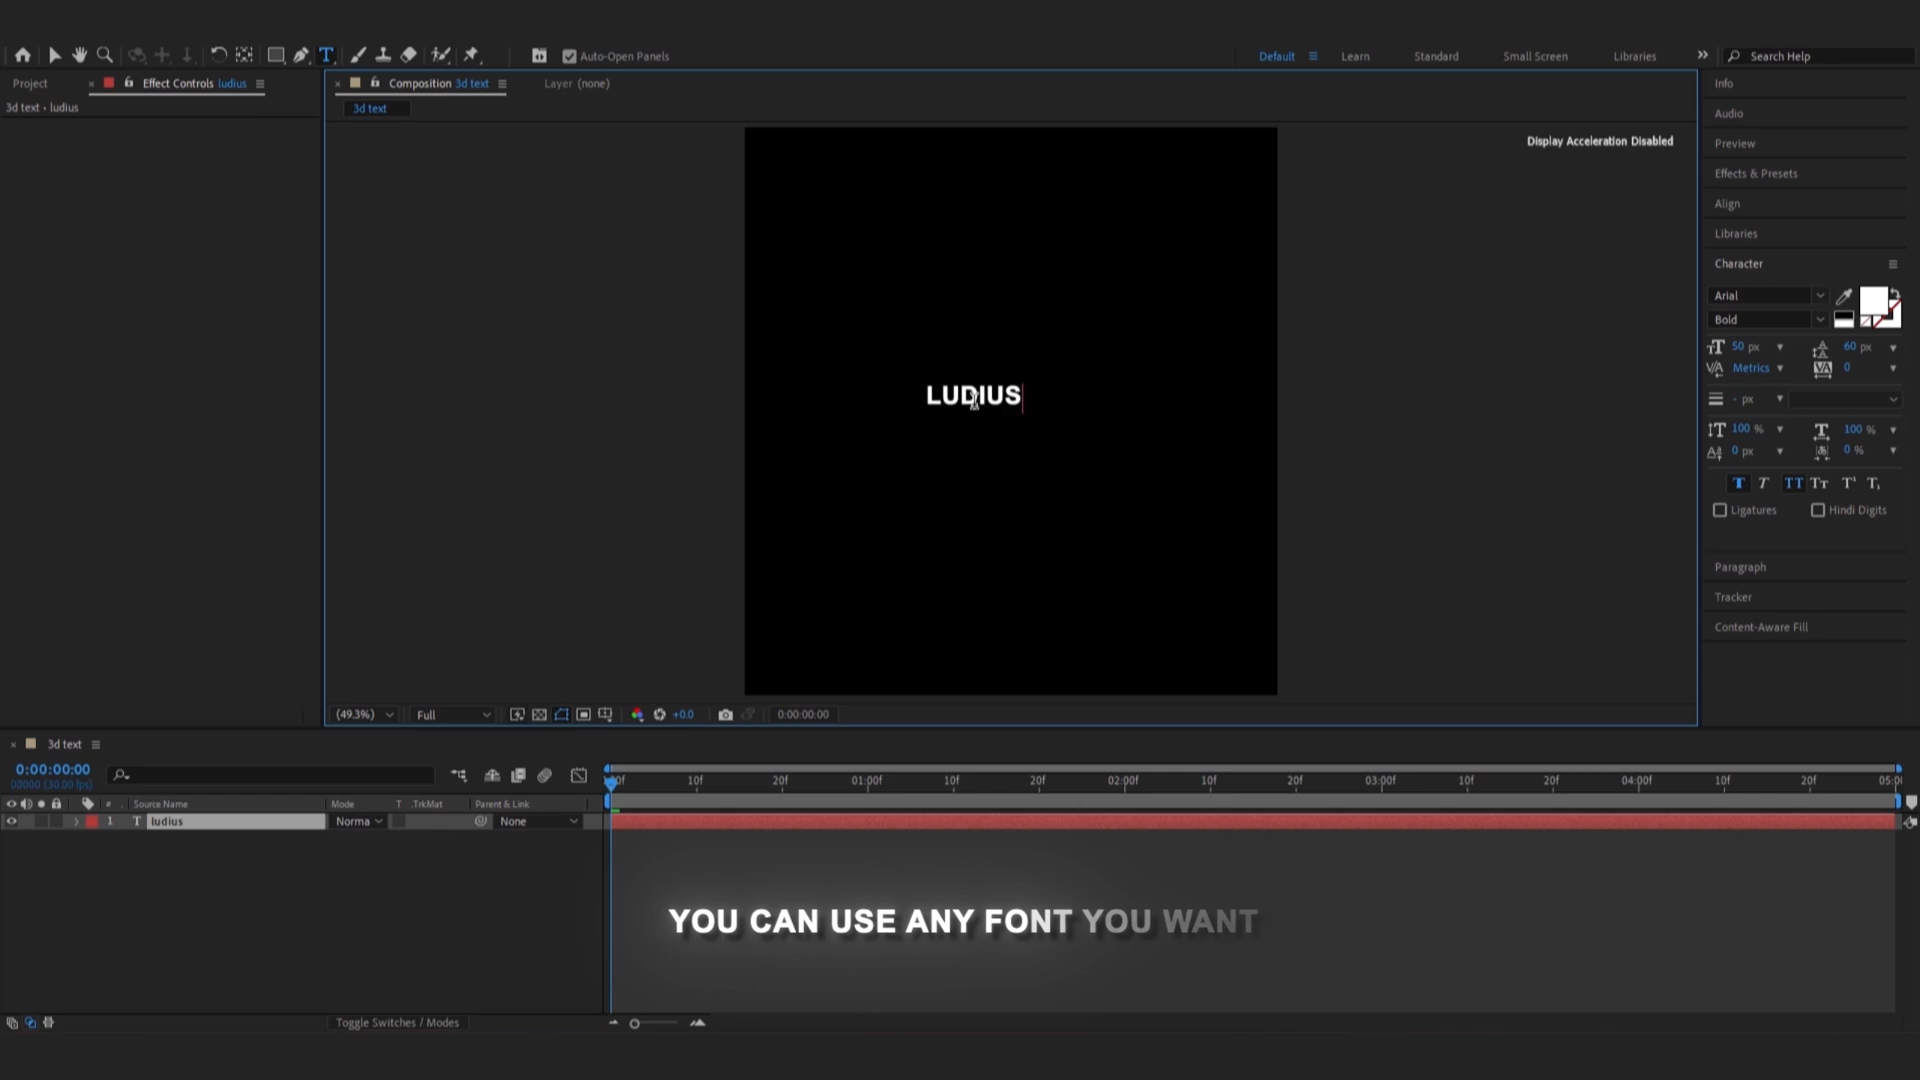 Auto-Open Panels
Default
Learn
Standard
Small Screen
Libraries
Search Help
Project
Effect Controls ludius
3d text • ludius
Composition 3d text
Layer (none)
3d text
Display Acceleration Disabled
LUDIUS
Info
Audio
Preview
Effects & Presets
Align
Libraries
Character
Arial
Bold
50 px
60 px
Metrics
0
- px
100 %
100 %
0 px
0 %
Ligatures
Hindi Digits
Paragraph
Tracker
Content-Aware Fill
(49.3%)
Full
+0.0
0:00:00:00
3d text
0:00:00:00
00000 (30.00 fps)
10f
20f
01:00f
10f
20f
02:00f
10f
20f
03:00f
10f
20f
04:00f
10f
20f
# Source Name
Mode
T .TrkMat
Parent & Link
1 T ludius
Norma
None
YOU CAN USE ANY FONT YOU WANT
Toggle Switches / Modes